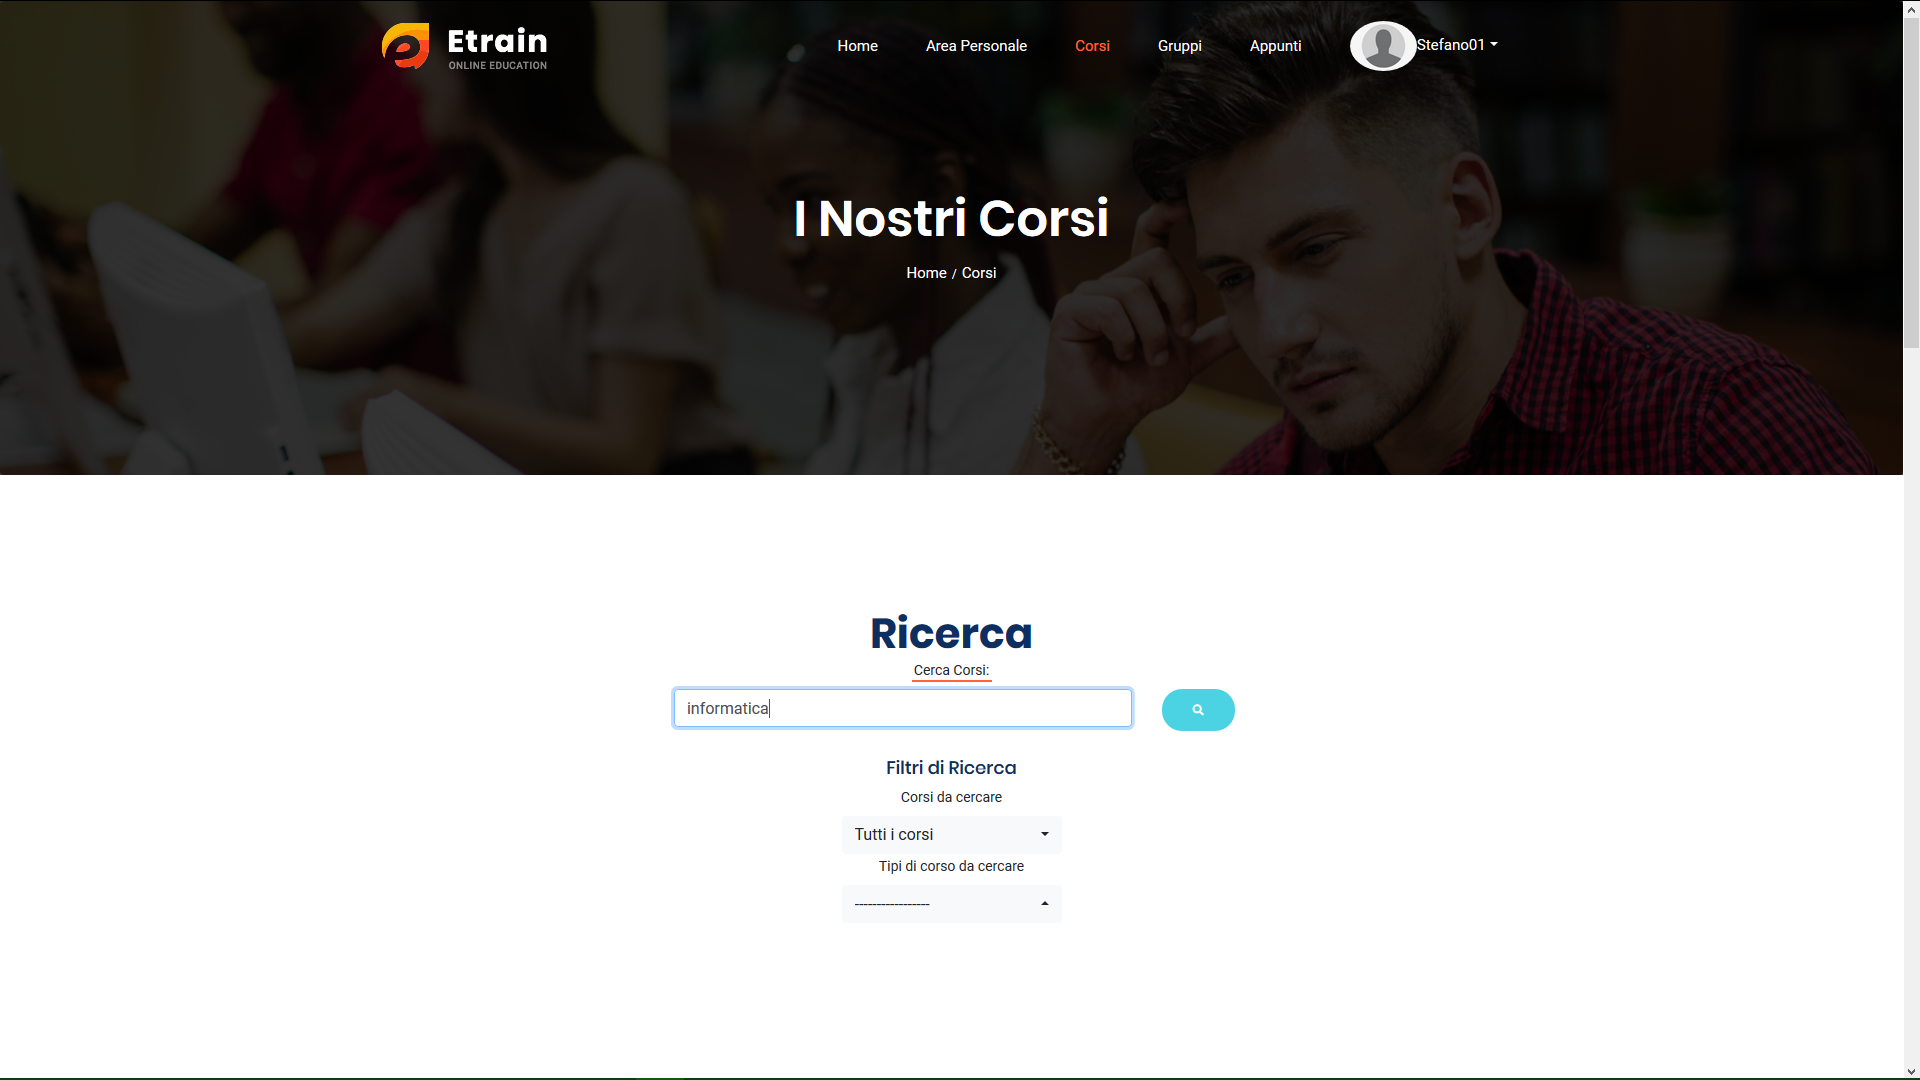 Etrain
ONLINE EDUCATION
Home
Area Personale
Corsi
Gruppi
Appunti
Stefano01
I Nostri Corsi
Home / Corsi
Ricerca
Cerca Corsi:
informatica
Filtri di Ricerca
Corsi da cercare
Tutti i corsi
Tipi di corso da cercare
-----------------